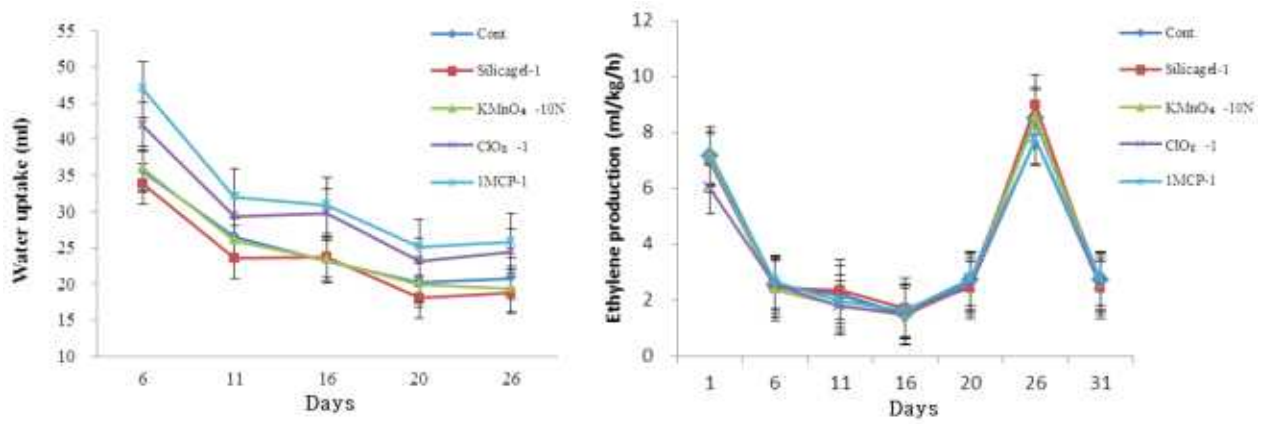 55
50
45
40
35
30
25
20
15
10
Water uptake (ml)
6 11 16 20 26
Days
Cont
Silicagel-1
KMnO₄ -10N
ClO₂ -1
1MCP-1
12
10
8
6
4
2
0
Ethylene production (ml/kg/h)
1 6 11 16 20 26 31
Days
Cont
Silicagel-1
KMnO₄ -10N
ClO₂ -1
1MCP-1